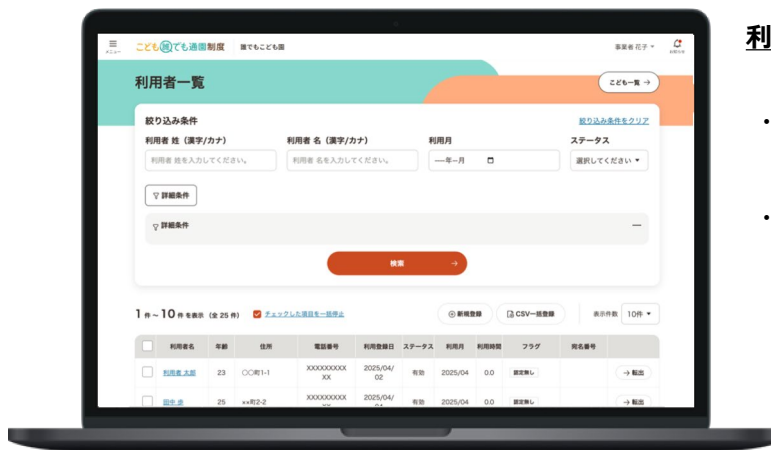 利
メニュー
こども誰でも通園制度 誰でもこども園
事業者 花子
お知らせ
利用者一覧
こども一覧 →
絞り込み条件
絞り込み条件をクリア
利用者 姓（漢字/カナ） 利用者 名（漢字/カナ） 利用月 ステータス
利用者 姓を入力してください。 利用者 名を入力してください。 ----年--月 選択してください
詳細条件
詳細条件
検索 →
1 件 ~ 10 件 を表示 (全 25 件) チェックした項目を一括停止 新規登録 CSV一括登録 表示件数 10件
利用者名 年齢 住所 電話番号 利用登録日 ステータス 利用月 利用時間 フラグ 宛名番号
利用者 太郎 23 〇〇町1-1 XXXXXXXXXXX 2025/04/02 有効 2025/04 0.0 設定無し → 転出
田中 歩 25 ××町2-2 XXXXXXXXX 2025/04/ 有効 2025/04 0.0 設定無し → 転出